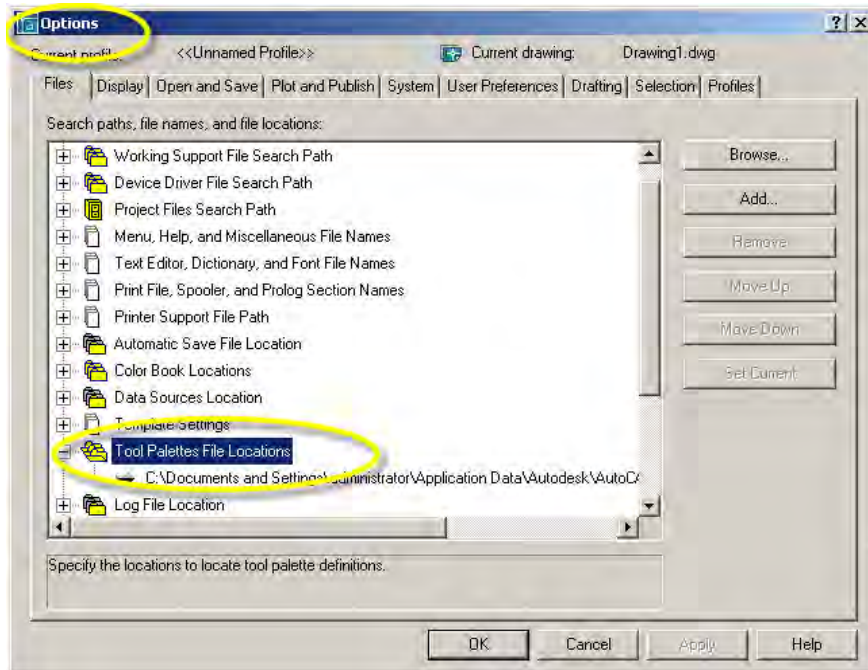 Options
Current profile: <<Unnamed Profile>> Current drawing: Drawing1.dwg
Files Display Open and Save Plot and Publish System User Preferences Drafting Selection Profiles
Search paths, file names, and file locations:
Working Support File Search Path
Device Driver File Search Path
Project Files Search Path
Menu, Help, and Miscellaneous File Names
Text Editor, Dictionary, and Font File Names
Print File, Spooler, and Prolog Section Names
Printer Support File Path
Automatic Save File Location
Color Book Locations
Data Sources Location
Template Settings
Tool Palettes File Locations
C:\Documents and Settings\administrator\Application Data\Autodesk\AutoCA
Log File Location
Browse...
Add...
Remove
Move Up
Move Down
Set Current
Specify the locations to locate tool palette definitions.
OK Cancel Apply Help